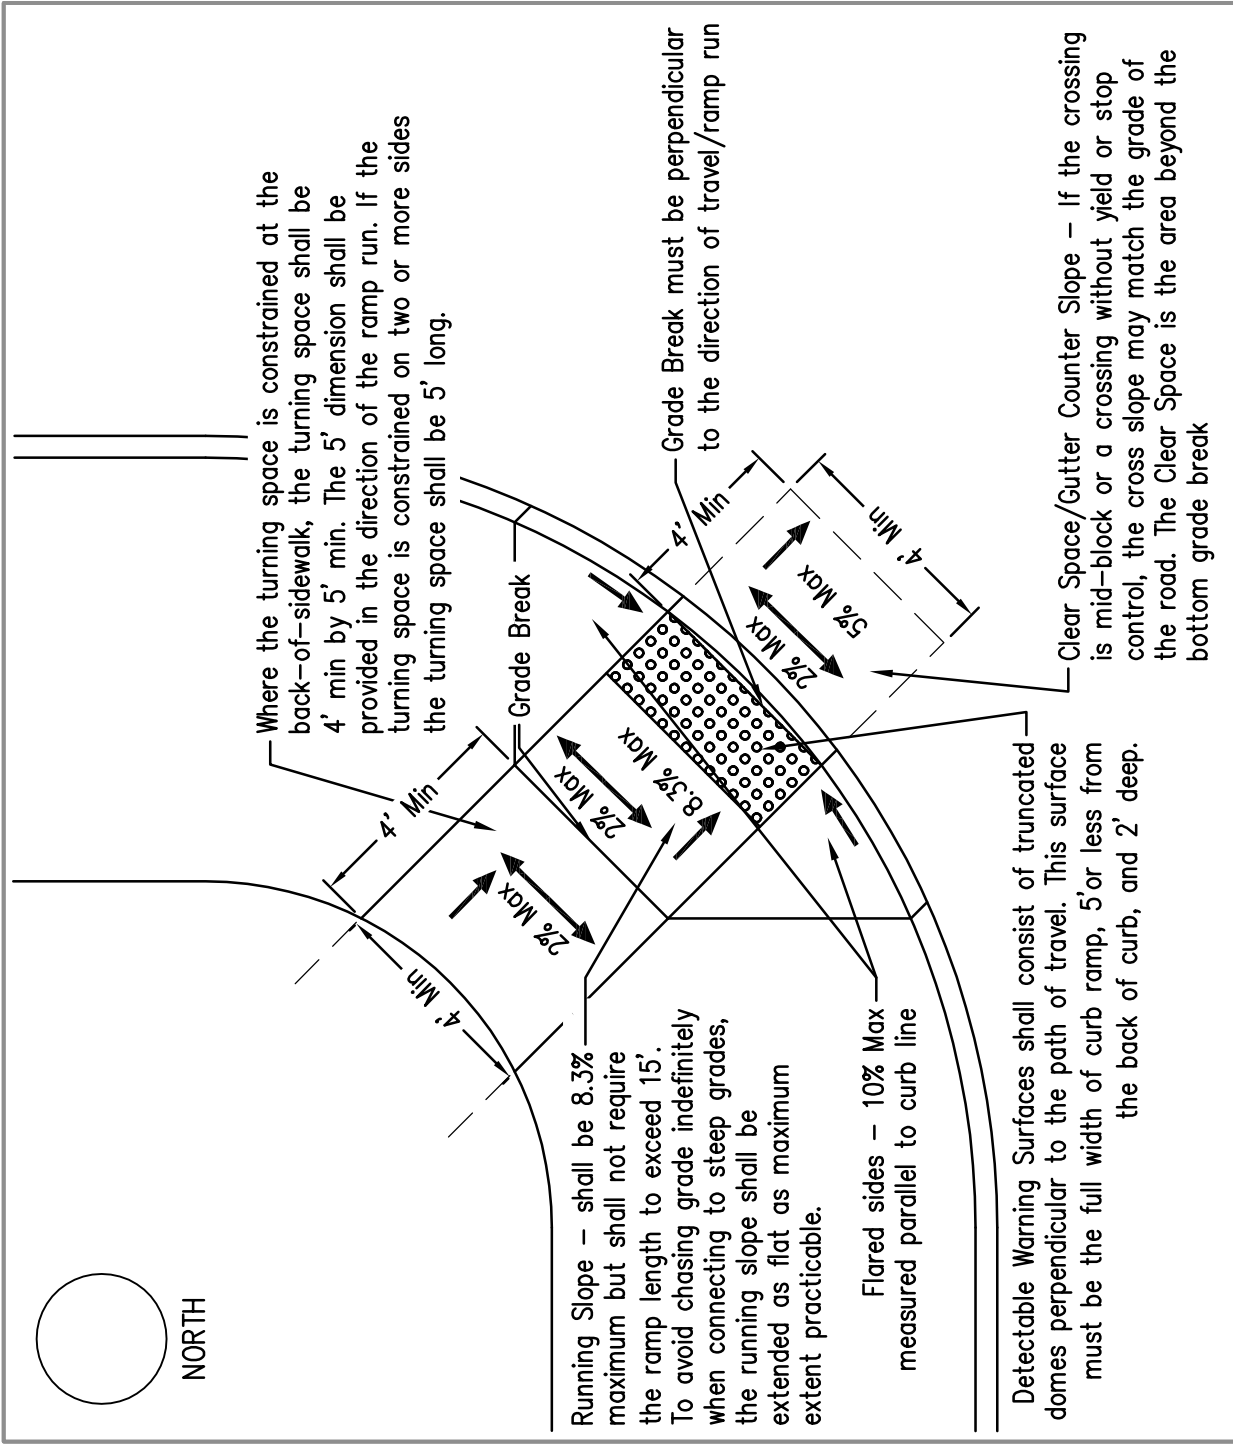 NORTH
Where the turning space is constrained at the
back-of-sidewalk, the turning space shall be
4' min by 5' min. The 5' dimension shall be
provided in the direction of the ramp run. If the
turning space is constrained on two or more sides
the turning space shall be 5' long.
Running Slope - shall be 8.3%
maximum but shall not require
the ramp length to exceed 15'.
To avoid chasing grade indefinitely
when connecting to steep grades,
the running slope shall be
extended as flat as maximum
extent practicable.
4' Min
4' Min
2% Max
Grade Break
2% Max
8.3% Max
Grade Break must be perpendicular
to the direction of travel/ramp run
4' Min
2% Max
5% Max
4' Min
Flared sides - 10% Max
measured parallel to curb line
Detectable Warning Surfaces shall consist of truncated
domes perpendicular to the path of travel. This surface
must be the full width of curb ramp, 5'or less from
the back of curb, and 2' deep.
Clear Space/Gutter Counter Slope - If the crossing
is mid-block or a crossing without yield or stop
control, the cross slope may match the grade of
the road. The Clear Space is the area beyond the
bottom grade break